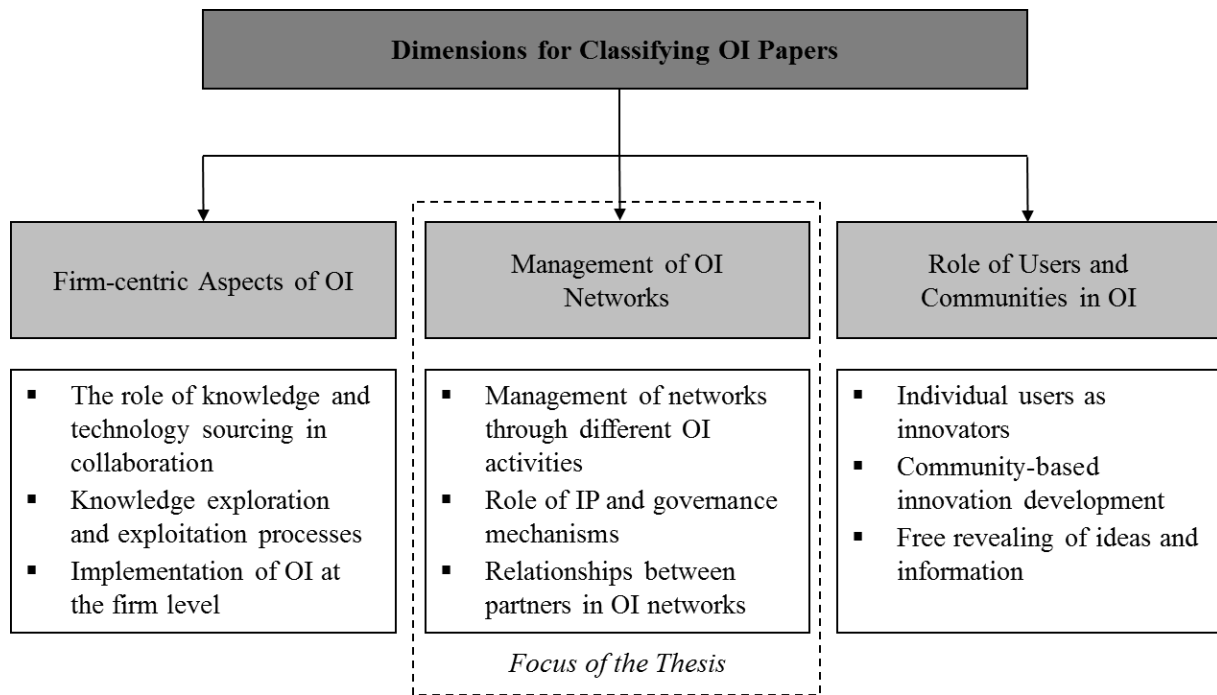 Dimensions for Classifying OI Papers
Firm-centric Aspects of OI
Management of OI
Networks
Role of Users and
Communities in OI
▪ The role of knowledge and
technology sourcing in
collaboration
▪ Knowledge exploration
and exploitation processes
▪ Implementation of OI at
the firm level
▪ Management of networks
through different OI
activities
▪ Role of IP and governance
mechanisms
▪ Relationships between
partners in OI networks
▪ Individual users as
innovators
▪ Community-based
innovation development
▪ Free revealing of ideas and
information
Focus of the Thesis